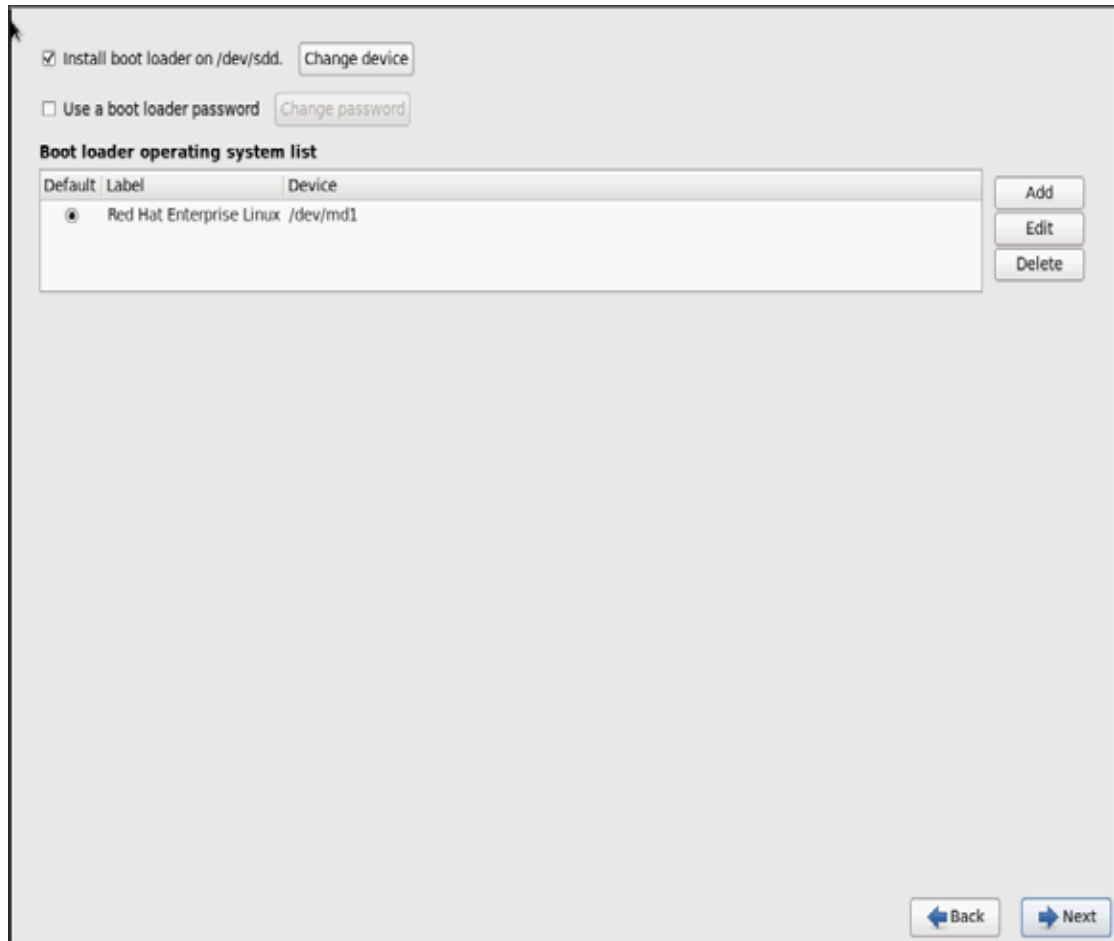 Install boot loader on /dev/sdd. Change device
Use a boot loader password Change password
Boot loader operating system list
Default Label Device
Red Hat Enterprise Linux /dev/md1
Add
Edit
Delete
Back Next